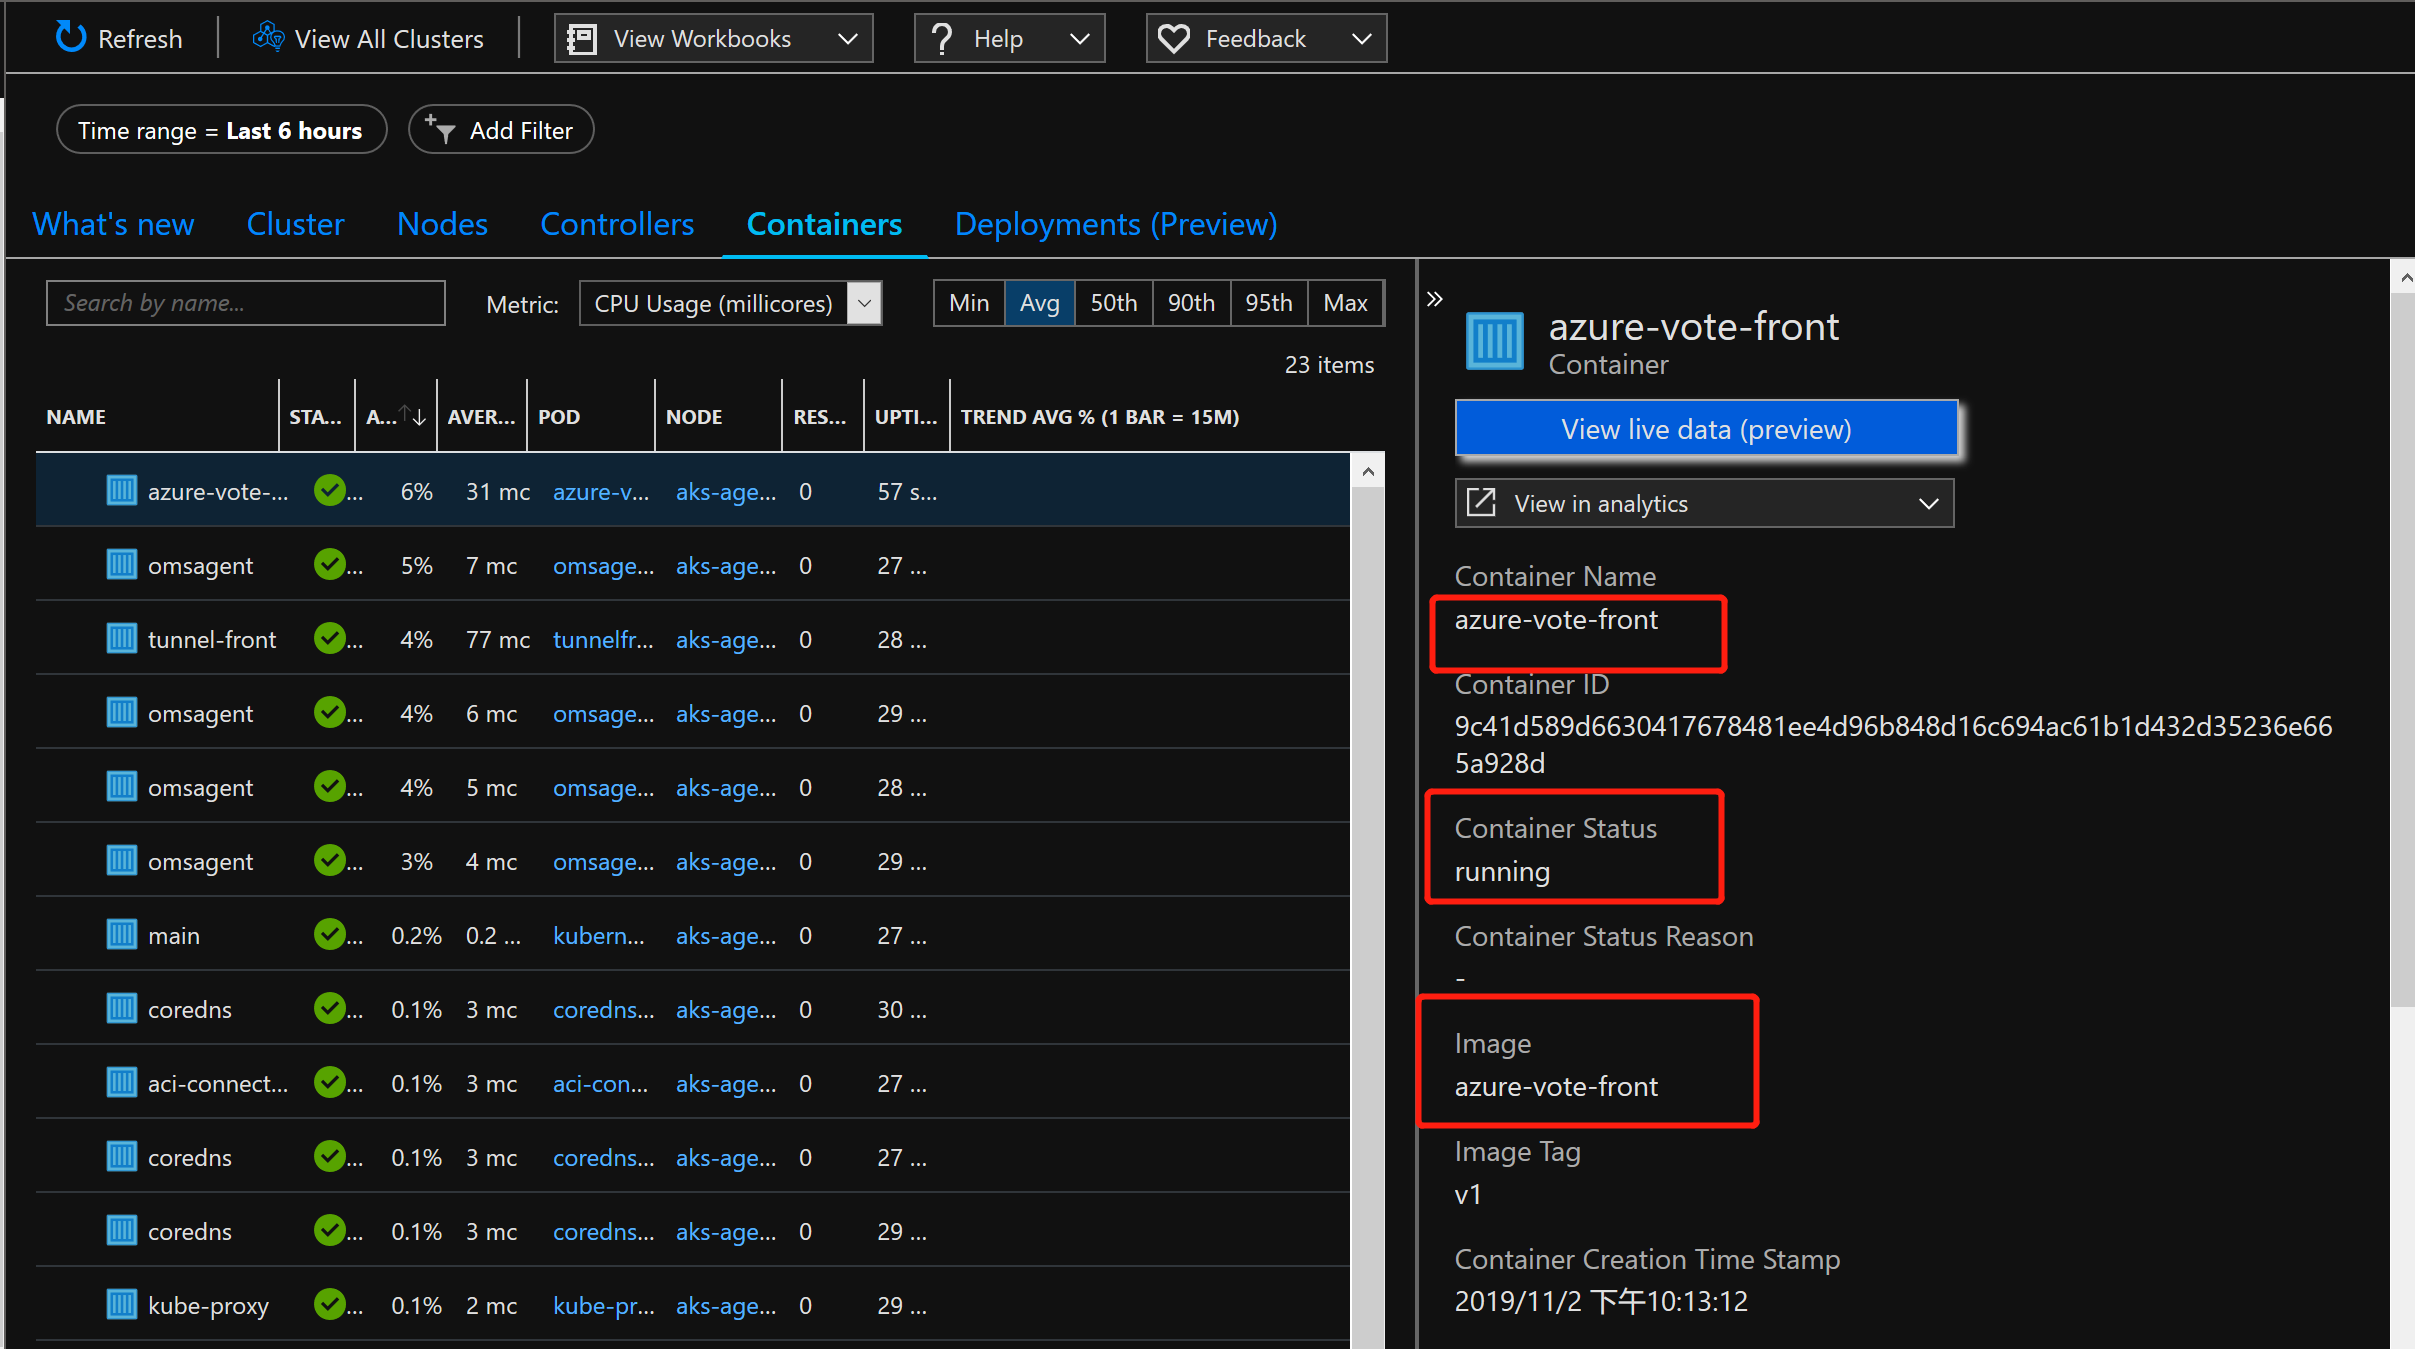 Refresh
View All Clusters
View Workbooks
Help
Feedback
Time range = Last 6 hours
Add Filter
What's new
Cluster
Nodes
Controllers
Containers
Deployments (Preview)
Search by name...
Metric:
CPU Usage (millicores)
Min
Avg
50th
90th
95th
Max
23 items
NAME STA... A... AVER... POD NODE RES... UPTI... TREND AVG % (1 BAR = 15M)
azure-vote-... ... 6% 31 mc azure-v... aks-age... 0 57 s...
omsagent ... 5% 7 mc omsage... aks-age... 0 27 ...
tunnel-front ... 4% 77 mc tunnelfr... aks-age... 0 28 ...
omsagent ... 4% 6 mc omsage... aks-age... 0 29 ...
omsagent ... 4% 5 mc omsage... aks-age... 0 28 ...
omsagent ... 3% 4 mc omsage... aks-age... 0 29 ...
main ... 0.2% 0.2 ... kubern... aks-age... 0 27 ...
coredns ... 0.1% 3 mc coredns... aks-age... 0 30 ...
aci-connect... ... 0.1% 3 mc aci-con... aks-age... 0 27 ...
coredns ... 0.1% 3 mc coredns... aks-age... 0 27 ...
coredns ... 0.1% 3 mc coredns... aks-age... 0 29 ...
kube-proxy ... 0.1% 2 mc kube-pr... aks-age... 0 29 ...
azure-vote-front
Container
View live data (preview)
View in analytics
Container Name
azure-vote-front
Container ID
9c41d589d6630417678481ee4d96b848d16c694ac61b1d432d35236e66
5a928d
Container Status
running
Container Status Reason
-
Image
azure-vote-front
Image Tag
v1
Container Creation Time Stamp
2019/11/2 下午10:13:12